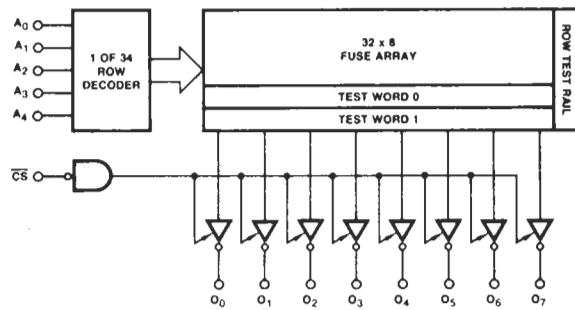 A0
A1
A2
A3
A4
1 OF 34
ROW
DECODER
32 x 8
FUSE ARRAY
TEST WORD 0
TEST WORD 1
ROW TEST RAIL
CS
O0
O1
O2
O3
O4
O5
O6
O7